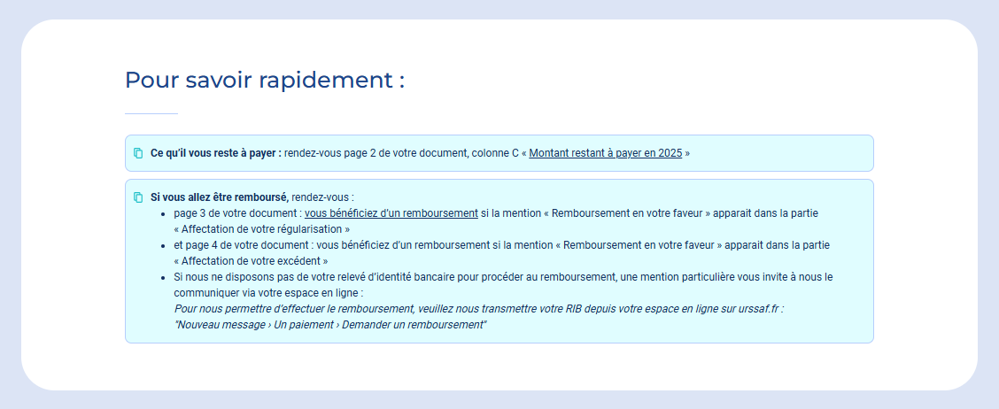 Pour savoir rapidement :
Ce qu'il vous reste à payer : rendez-vous page 2 de votre document, colonne C « Montant restant à payer en 2025 »
Si vous allez être remboursé, rendez-vous :
• page 3 de votre document : vous bénéficiez d'un remboursement si la mention « Remboursement en votre faveur » apparait dans la partie
« Affectation de votre régularisation »
• et page 4 de votre document : vous bénéficiez d'un remboursement si la mention « Remboursement en votre faveur » apparait dans la partie
« Affectation de votre excédent »
• Si nous ne disposons pas de votre relevé d'identité bancaire pour procéder au remboursement, une mention particulière vous invite à nous le
communiquer via votre espace en ligne :
Pour nous permettre d'effectuer le remboursement, veuillez nous transmettre votre RIB depuis votre espace en ligne sur urssaf.fr :
"Nouveau message › Un paiement › Demander un remboursement"